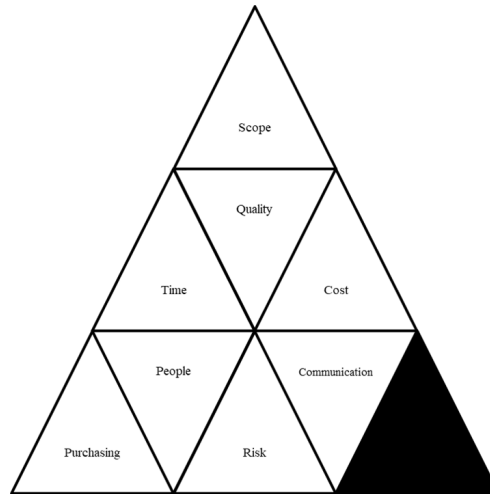 Scope
Quality
Time
Cost
People
Communication
Purchasing
Risk